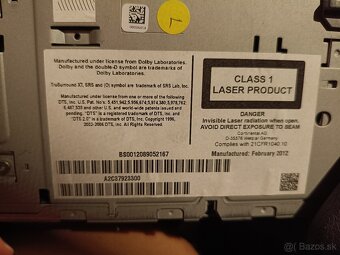 Manufactured under license from Dolby Laboratories.
Dolby and the double-D symbol are trademarks of
Dolby Laboratories.
TruSurround XT, SRS and (O) symbol are trademarks of SRS Lab, Inc.
Manufactured under license under one or more of the following
DTS, Inc. U.S. Pat. No's 5,451,942,5,956,674,5,974,380,5,978,762
6,487,535 and other U.S. and world-wide patents issued and
pending. "DTS" is a registered trademark of DTS, Inc. and
"DTS 2.0" is a trademark of DTS, Inc. Copyright 1996,
2003-2006 DTS, Inc. All Rights Reserved.
CLASS 1
LASER PRODUCT
DANGER
Invisible Laser radiation when open.
AVOID DIRECT EXPOSURE TO BEAM
Continental AG
D-35576 Wetzlar Germany
Complies with 21CFR1040.10
Manufactured: February 2012
BS0012089052167
A2C37923300
bazos.sk